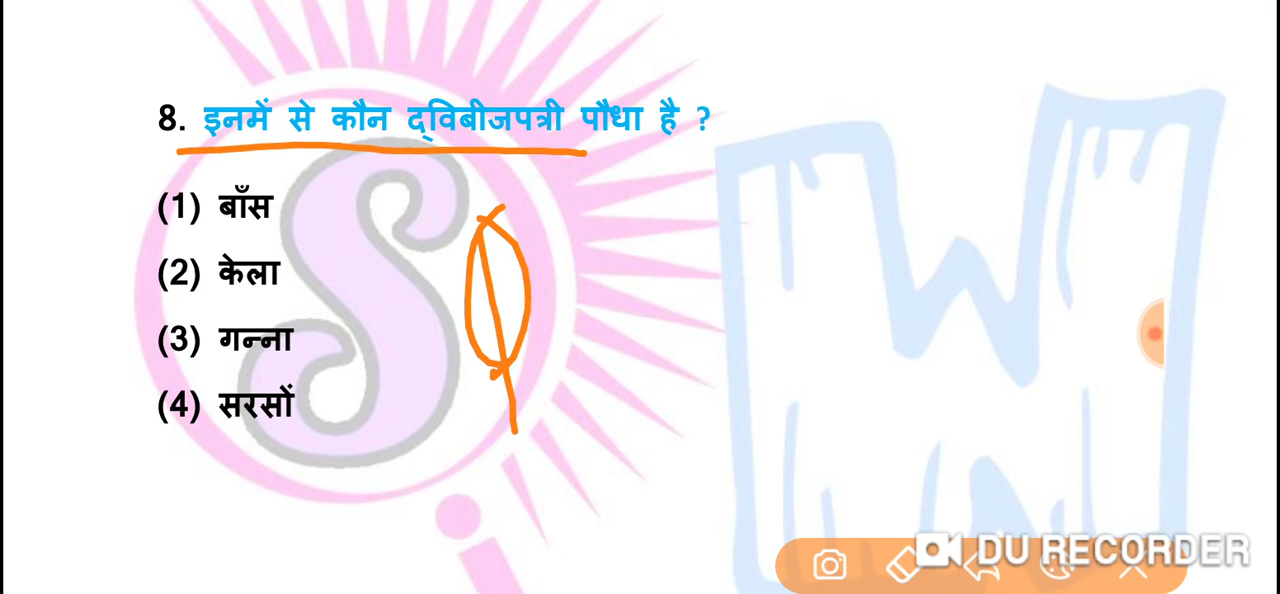 8. इनमें से कौन द्विबीजपत्री पौधा है ?
(1) बाँस
(2) केला
(3) गन्ना
(4) सरसों
DU RECORDER